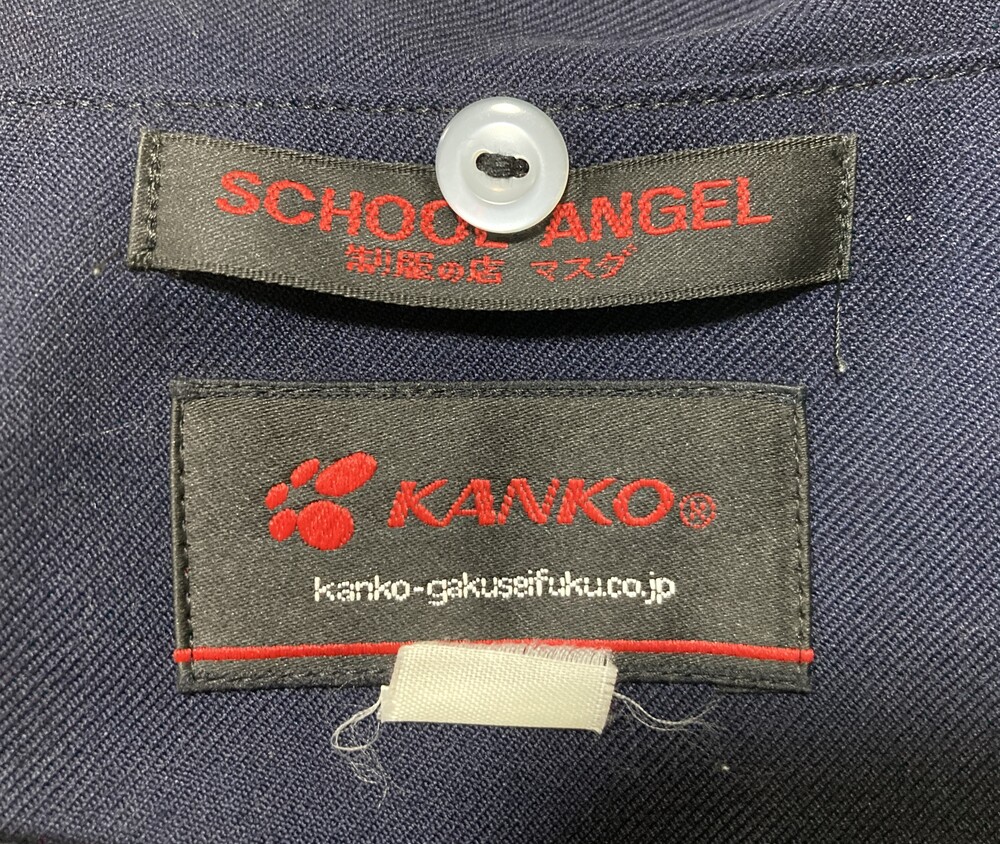 SCHOOL ANGEL
制服の店 マスダ
KANKO®
kanko-gakuseifuku.co.jp